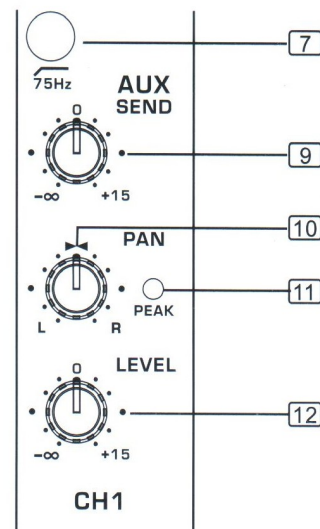 7
75Hz
AUX
SEND
0
9
-∞ +15
10
PAN
11
L R PEAK
LEVEL
0
12
-∞ +15
CH1